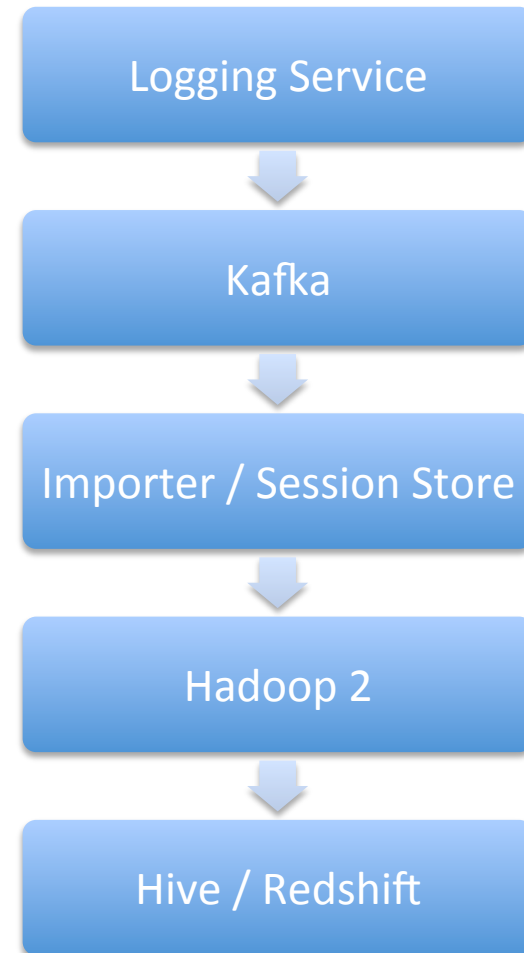 Logging Service
Kafka
Importer / Session Store
Hadoop 2
Hive / Redshift